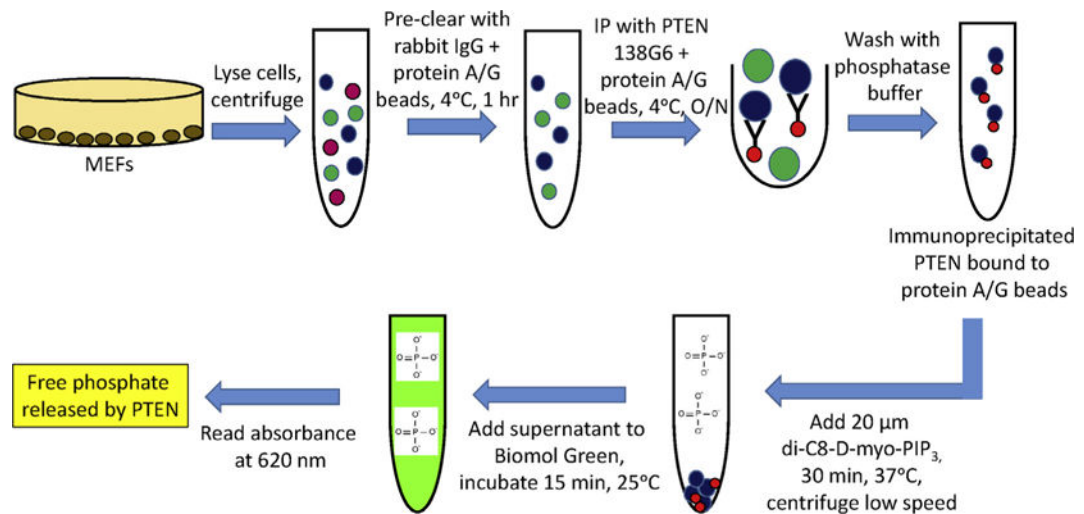 Lyse cells,
centrifuge
MEFs
Pre-clear with
rabbit IgG +
protein A/G
beads, 4ºC, 1 hr
IP with PTEN
138G6 +
protein A/G
beads, 4ºC, O/N
Wash with
phosphatase
buffer
Immunoprecipitated
PTEN bound to
protein A/G beads
Add 20 µm
di-C8-D-myo-PIP3,
30 min, 37ºC,
centrifuge low speed
O⁻
O=P-O⁻
O⁻
O⁻
O=P-O⁻
O⁻
Add supernatant to
Biomol Green,
incubate 15 min, 25ºC
O⁻
O=P-O⁻
O⁻
O⁻
O=P-O⁻
O⁻
Read absorbance
at 620 nm
Free phosphate
released by PTEN